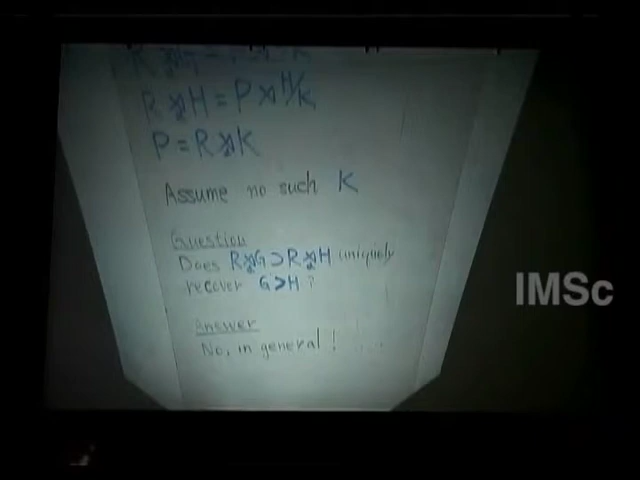 R ⋊ H = P ⋊ H/K
P = R ⋊ K
Assume no such K
Question
Does R ⋊ G ⊃ R ⋊ H uniquely
recover G > H ?
Answer
No, in general !
IMSc